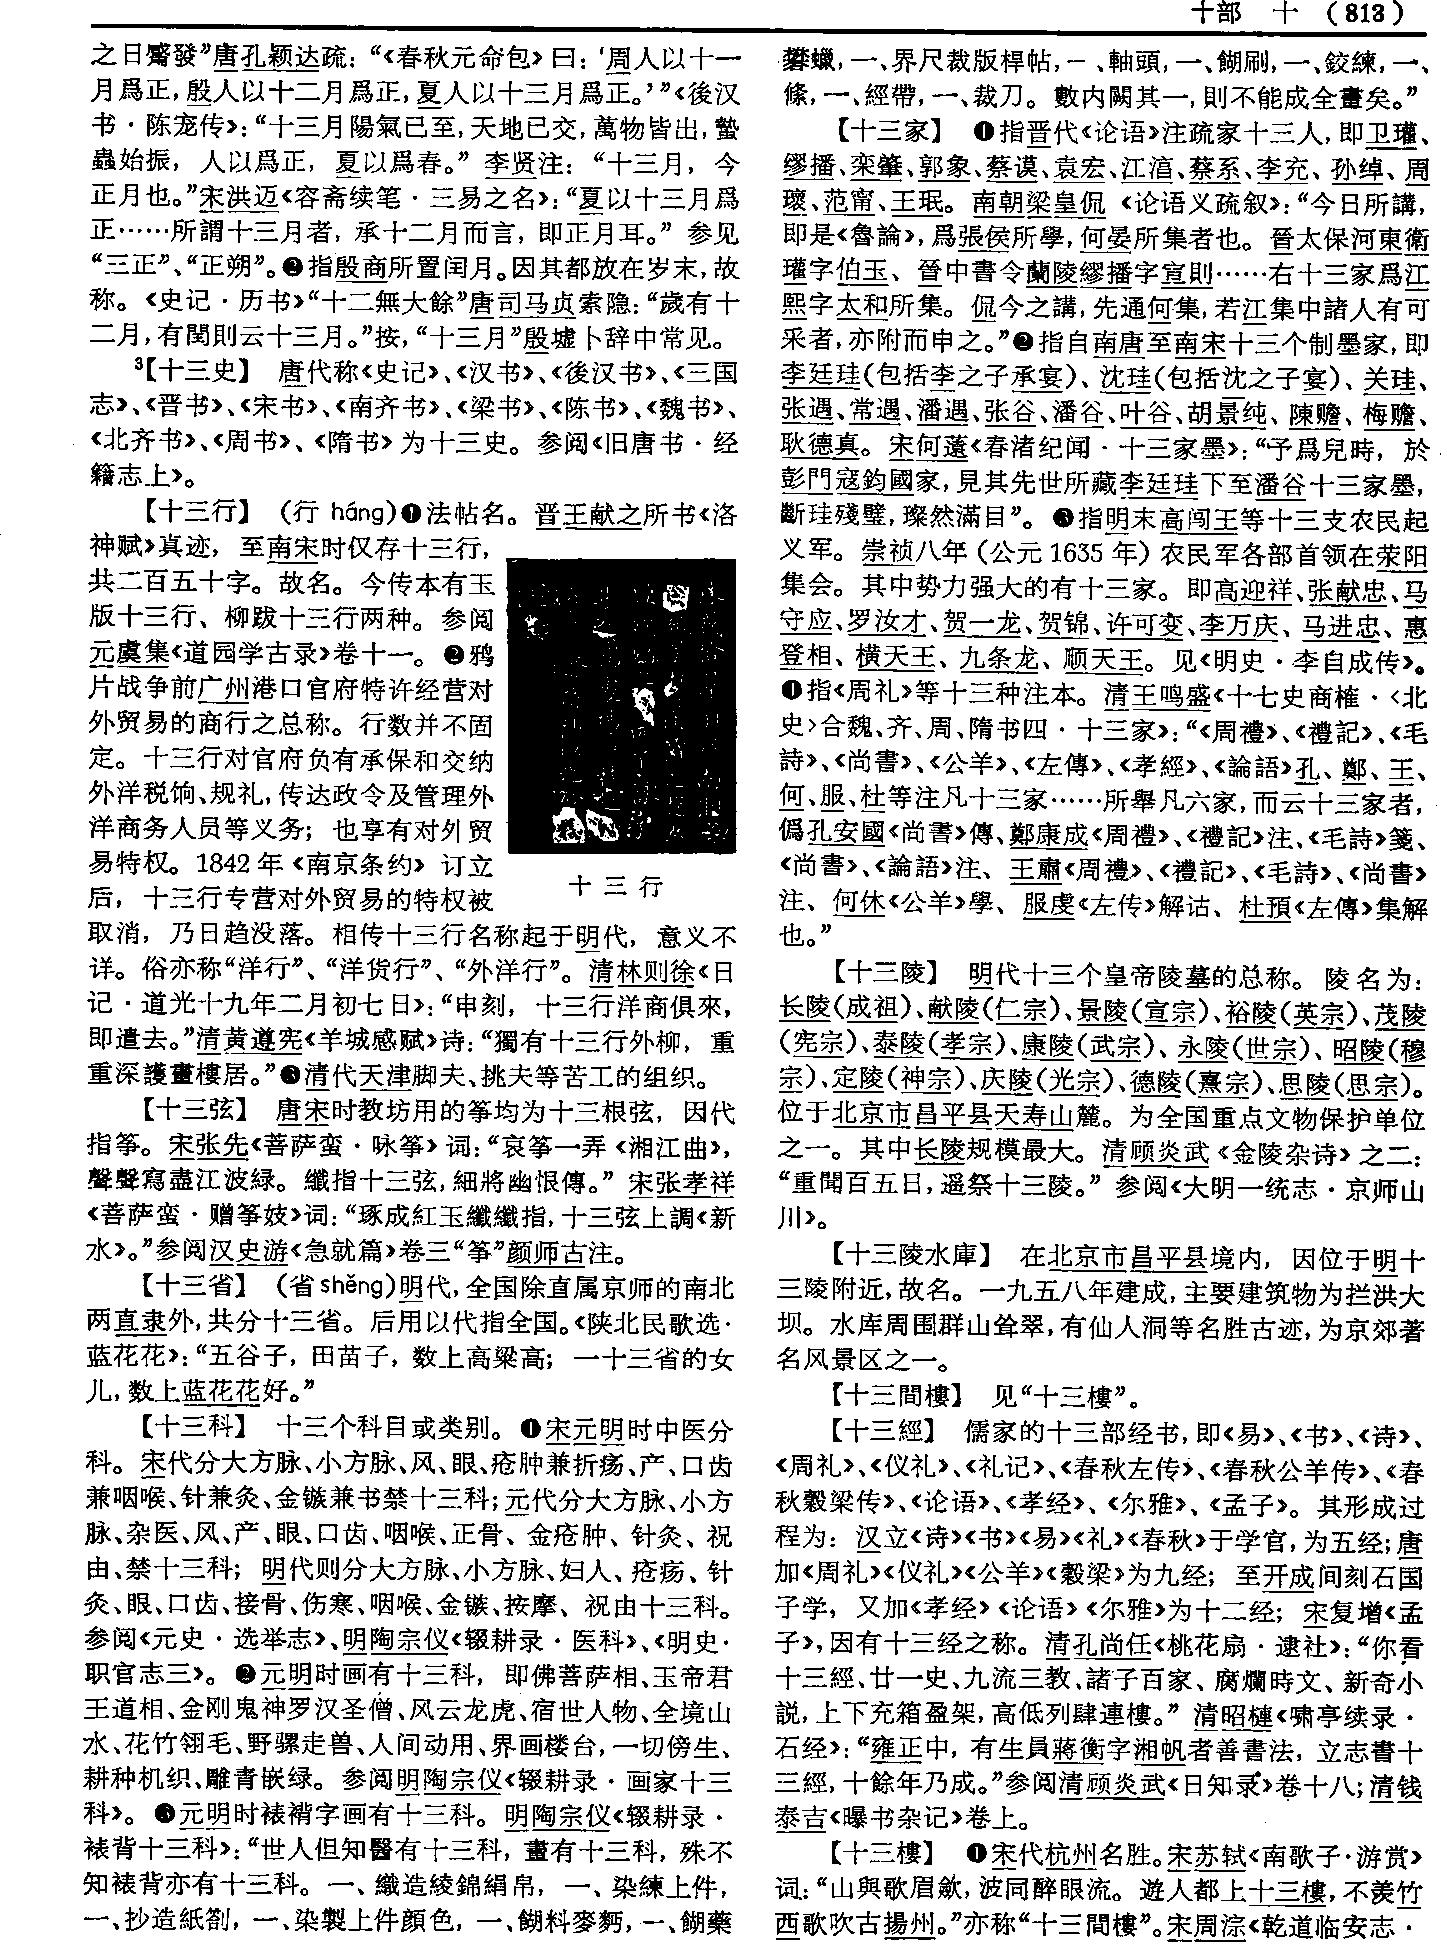 十部 十 （813）
之日觱發”唐孔颖达疏：“《春秋元命包》曰：‘周人以十一
月爲正，殷人以十二月爲正，夏人以十三月爲正。’”《後汉
书·陈宠传》：“十三月陽氣已至，天地已交，萬物皆出，蟄
蟲始振，人以爲正，夏以爲春。”李贤注：“十三月，今
正月也。”宋洪迈《容斋续笔·三易之名》：“夏以十三月爲
正……所謂十三月者，承十二月而言，即正月耳。”参见
“三正”、“正朔”。❷指殷商所置闰月。因其都放在岁末，故
称。《史记·历书》“十二無大餘”唐司马贞索隐：“歲有十
二月，有閏則云十三月。”按，“十三月”殷墟卜辞中常见。
³【十三史】 唐代称《史记》、《汉书》、《後汉书》、《三国
志》、《晋书》、《宋书》、《南齐书》、《梁书》、《陈书》、《魏书》、
《北齐书》、《周书》、《隋书》为十三史。参阅《旧唐书·经
籍志上》。
【十三行】 （行 háng）❶法帖名。晋王献之所书《洛
神赋》真迹，至南宋时仅存十三行，
共二百五十字。故名。今传本有玉
版十三行、柳跋十三行两种。参阅
元虞集《道园学古录》卷十一。❷鸦
片战争前广州港口官府特许经营对
外贸易的商行之总称。行数并不固
定。十三行对官府负有承保和交纳
外洋税饷、规礼，传达政令及管理外
洋商务人员等义务；也享有对外贸
易特权。1842年《南京条约》订立
后，十三行专营对外贸易的特权被
十三行
取消，乃日趋没落。相传十三行名称起于明代，意义不
详。俗亦称“洋行”、“洋货行”、“外洋行”。清林则徐《日
记·道光十九年二月初七日》：“申刻，十三行洋商俱來，
即遣去。”清黄遵宪《羊城感赋》诗：“獨有十三行外柳，重
重深護畫樓居。”❸清代天津脚夫、挑夫等苦工的组织。
【十三弦】 唐宋时教坊用的筝均为十三根弦，因代
指筝。宋张先《菩萨蛮·咏筝》词：“哀筝一弄《湘江曲》，
聲聲寫盡江波緑。纖指十三弦，細將幽恨傳。”宋张孝祥
《菩萨蛮·赠筝妓》词：“琢成紅玉纖纖指，十三弦上調《新
水》。”参阅汉史游《急就篇》卷三“筝”颜师古注。
【十三省】 （省 shěng）明代，全国除直属京师的南北
两直隶外，共分十三省。后用以代指全国。《陕北民歌选·
蓝花花》：“五谷子，田苗子，数上高粱高；一十三省的女
儿，数上蓝花花好。”
【十三科】 十三个科目或类别。❶宋元明时中医分
科。宋代分大方脉、小方脉、风、眼、疮肿兼折疡、产、口齿
兼咽喉、针兼灸、金镞兼书禁十三科；元代分大方脉、小方
脉、杂医、风、产、眼、口齿、咽喉、正骨、金疮肿、针灸、祝
由、禁十三科；明代则分大方脉、小方脉、妇人、疮疡、针
灸、眼、口齿、接骨、伤寒、咽喉、金镞、按摩、祝由十三科。
参阅《元史·选举志》、明陶宗仪《辍耕录·医科》、《明史·
职官志三》。❷元明时画有十三科，即佛菩萨相、玉帝君
王道相、金刚鬼神罗汉圣僧、风云龙虎、宿世人物、全境山
水、花竹翎毛、野骡走兽、人间动用、界画楼台，一切傍生、
耕种机织、雕青嵌绿。参阅明陶宗仪《辍耕录·画家十三
科》。❸元明时裱褙字画有十三科。明陶宗仪《辍耕录·
裱背十三科》：“世人但知醫有十三科，畫有十三科，殊不
知裱背亦有十三科。一、織造綾錦絹帛，一、染練上件，
一、抄造紙劄，一、染製上件顔色，一、餬料麥麪，一、餬藥
礬蠟，一、界尺裁版桿帖，一、軸頭，一、餬刷，一、鉸練，一、
絛，一、經帶，一、裁刀。數内闕其一，則不能成全畫矣。”
【十三家】 ❶指晋代《论语》注疏家十三人，即卫瓘、
缪播、栾肇、郭象、蔡谟、袁宏、江淳、蔡系、李充、孙绰、周
瓌、范甯、王珉。南朝梁皇侃《论语义疏叙》：“今日所講，
即是《魯論》，爲張侯所學，何晏所集者也。晉太保河東衛
瓘字伯玉、晉中書令蘭陵繆播字宣則……右十三家爲江
熙字太和所集。侃今之講，先通何集，若江集中諸人有可
采者，亦附而申之。”❷指自南唐至南宋十三个制墨家，即
李廷珪（包括李之子承宴）、沈珪（包括沈之子宴）、关珪、
张遇、常遇、潘遇、张谷、潘谷、叶谷、胡景纯、陳赡、梅赡、
耿德真。宋何薳《春渚纪闻·十三家墨》：“予爲兒時，於
彭門寇鈞國家，見其先世所藏李廷珪下至潘谷十三家墨，
斷珪殘璧，璨然滿目”。❸指明末高闯王等十三支农民起
义军。崇祯八年（公元1635年）农民军各部首领在荥阳
集会。其中势力强大的有十三家。即高迎祥、张献忠、马
守应、罗汝才、贺一龙、贺锦、许可变、李万庆、马进忠、惠
登相、横天王、九条龙、顺天王。见《明史·李自成传》。
❹指《周礼》等十三种注本。清王鸣盛《十七史商榷·〈北
史〉合魏、齐、周、隋书四·十三家》：“《周禮》、《禮記》、《毛
詩》、《尚書》、《公羊》、《左傳》、《孝經》、《論語》孔、鄭、王、
何、服、杜等注凡十三家……所舉凡六家，而云十三家者，
僞孔安國《尚書》傳、鄭康成《周禮》、《禮記》注、《毛詩》箋、
《尚書》、《論語》注、王肅《周禮》、《禮記》、《毛詩》、《尚書》
注、何休《公羊》學、服虔《左传》解诂、杜預《左傳》集解
也。”
【十三陵】 明代十三个皇帝陵墓的总称。陵名为：
长陵（成祖）、献陵（仁宗）、景陵（宣宗）、裕陵（英宗）、茂陵
（宪宗）、泰陵（孝宗）、康陵（武宗）、永陵（世宗）、昭陵（穆
宗）、定陵（神宗）、庆陵（光宗）、德陵（熹宗）、思陵（思宗）。
位于北京市昌平县天寿山麓。为全国重点文物保护单位
之一。其中长陵规模最大。清顾炎武《金陵杂诗》之二：
“重聞百五日，遥祭十三陵。”参阅《大明一统志·京师山
川》。
【十三陵水庫】 在北京市昌平县境内，因位于明十
三陵附近，故名。一九五八年建成，主要建筑物为拦洪大
坝。水库周围群山耸翠，有仙人洞等名胜古迹，为京郊著
名风景区之一。
【十三間樓】 见“十三樓”。
【十三經】 儒家的十三部经书，即《易》、《书》、《诗》、
《周礼》、《仪礼》、《礼记》、《春秋左传》、《春秋公羊传》、《春
秋榖梁传》、《论语》、《孝经》、《尔雅》、《孟子》。其形成过
程为：汉立《诗》《书》《易》《礼》《春秋》于学官，为五经；唐
加《周礼》《仪礼》《公羊》《榖梁》为九经；至开成间刻石国
子学，又加《孝经》《论语》《尔雅》为十二经；宋复增《孟
子》，因有十三经之称。清孔尚任《桃花扇·逮社》：“你看
十三經、廿一史、九流三教、諸子百家、腐爛時文、新奇小
説，上下充箱盈架，高低列肆連樓。”清昭槤《啸亭续录·
石经》：“雍正中，有生員蔣衡字湘帆者善書法，立志書十
三經，十餘年乃成。”参阅清顾炎武《日知录》卷十八；清钱
泰吉《曝书杂记》卷上。
【十三樓】 ❶宋代杭州名胜。宋苏轼《南歌子·游赏》
词：“山與歌眉斂，波同醉眼流。遊人都上十三樓，不羡竹
西歌吹古揚州。”亦称“十三間樓”。宋周淙《乾道临安志·